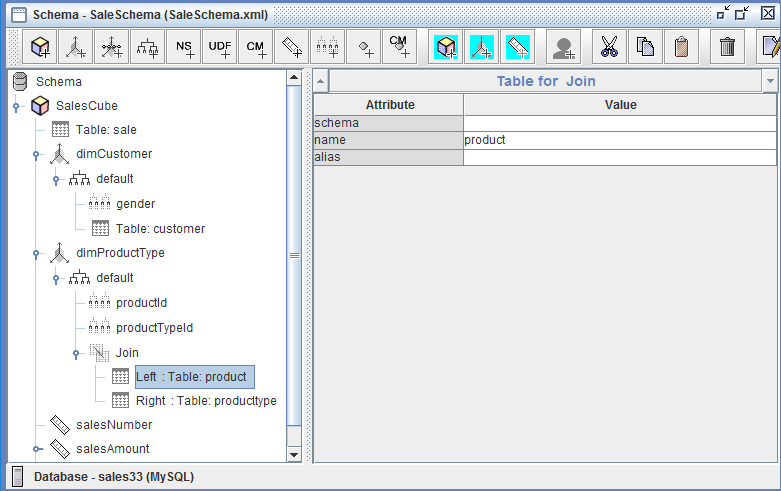 Schema - SaleSchema (SaleSchema.xml)
NS UDF CM CM
Schema
SalesCube
Table: sale
dimCustomer
default
gender
Table: customer
dimProductType
default
productId
productTypeId
Join
Left : Table: product
Right : Table: producttype
salesNumber
salesAmount
Table for Join
Attribute Value
schema
name product
alias
Database - sales33 (MySQL)